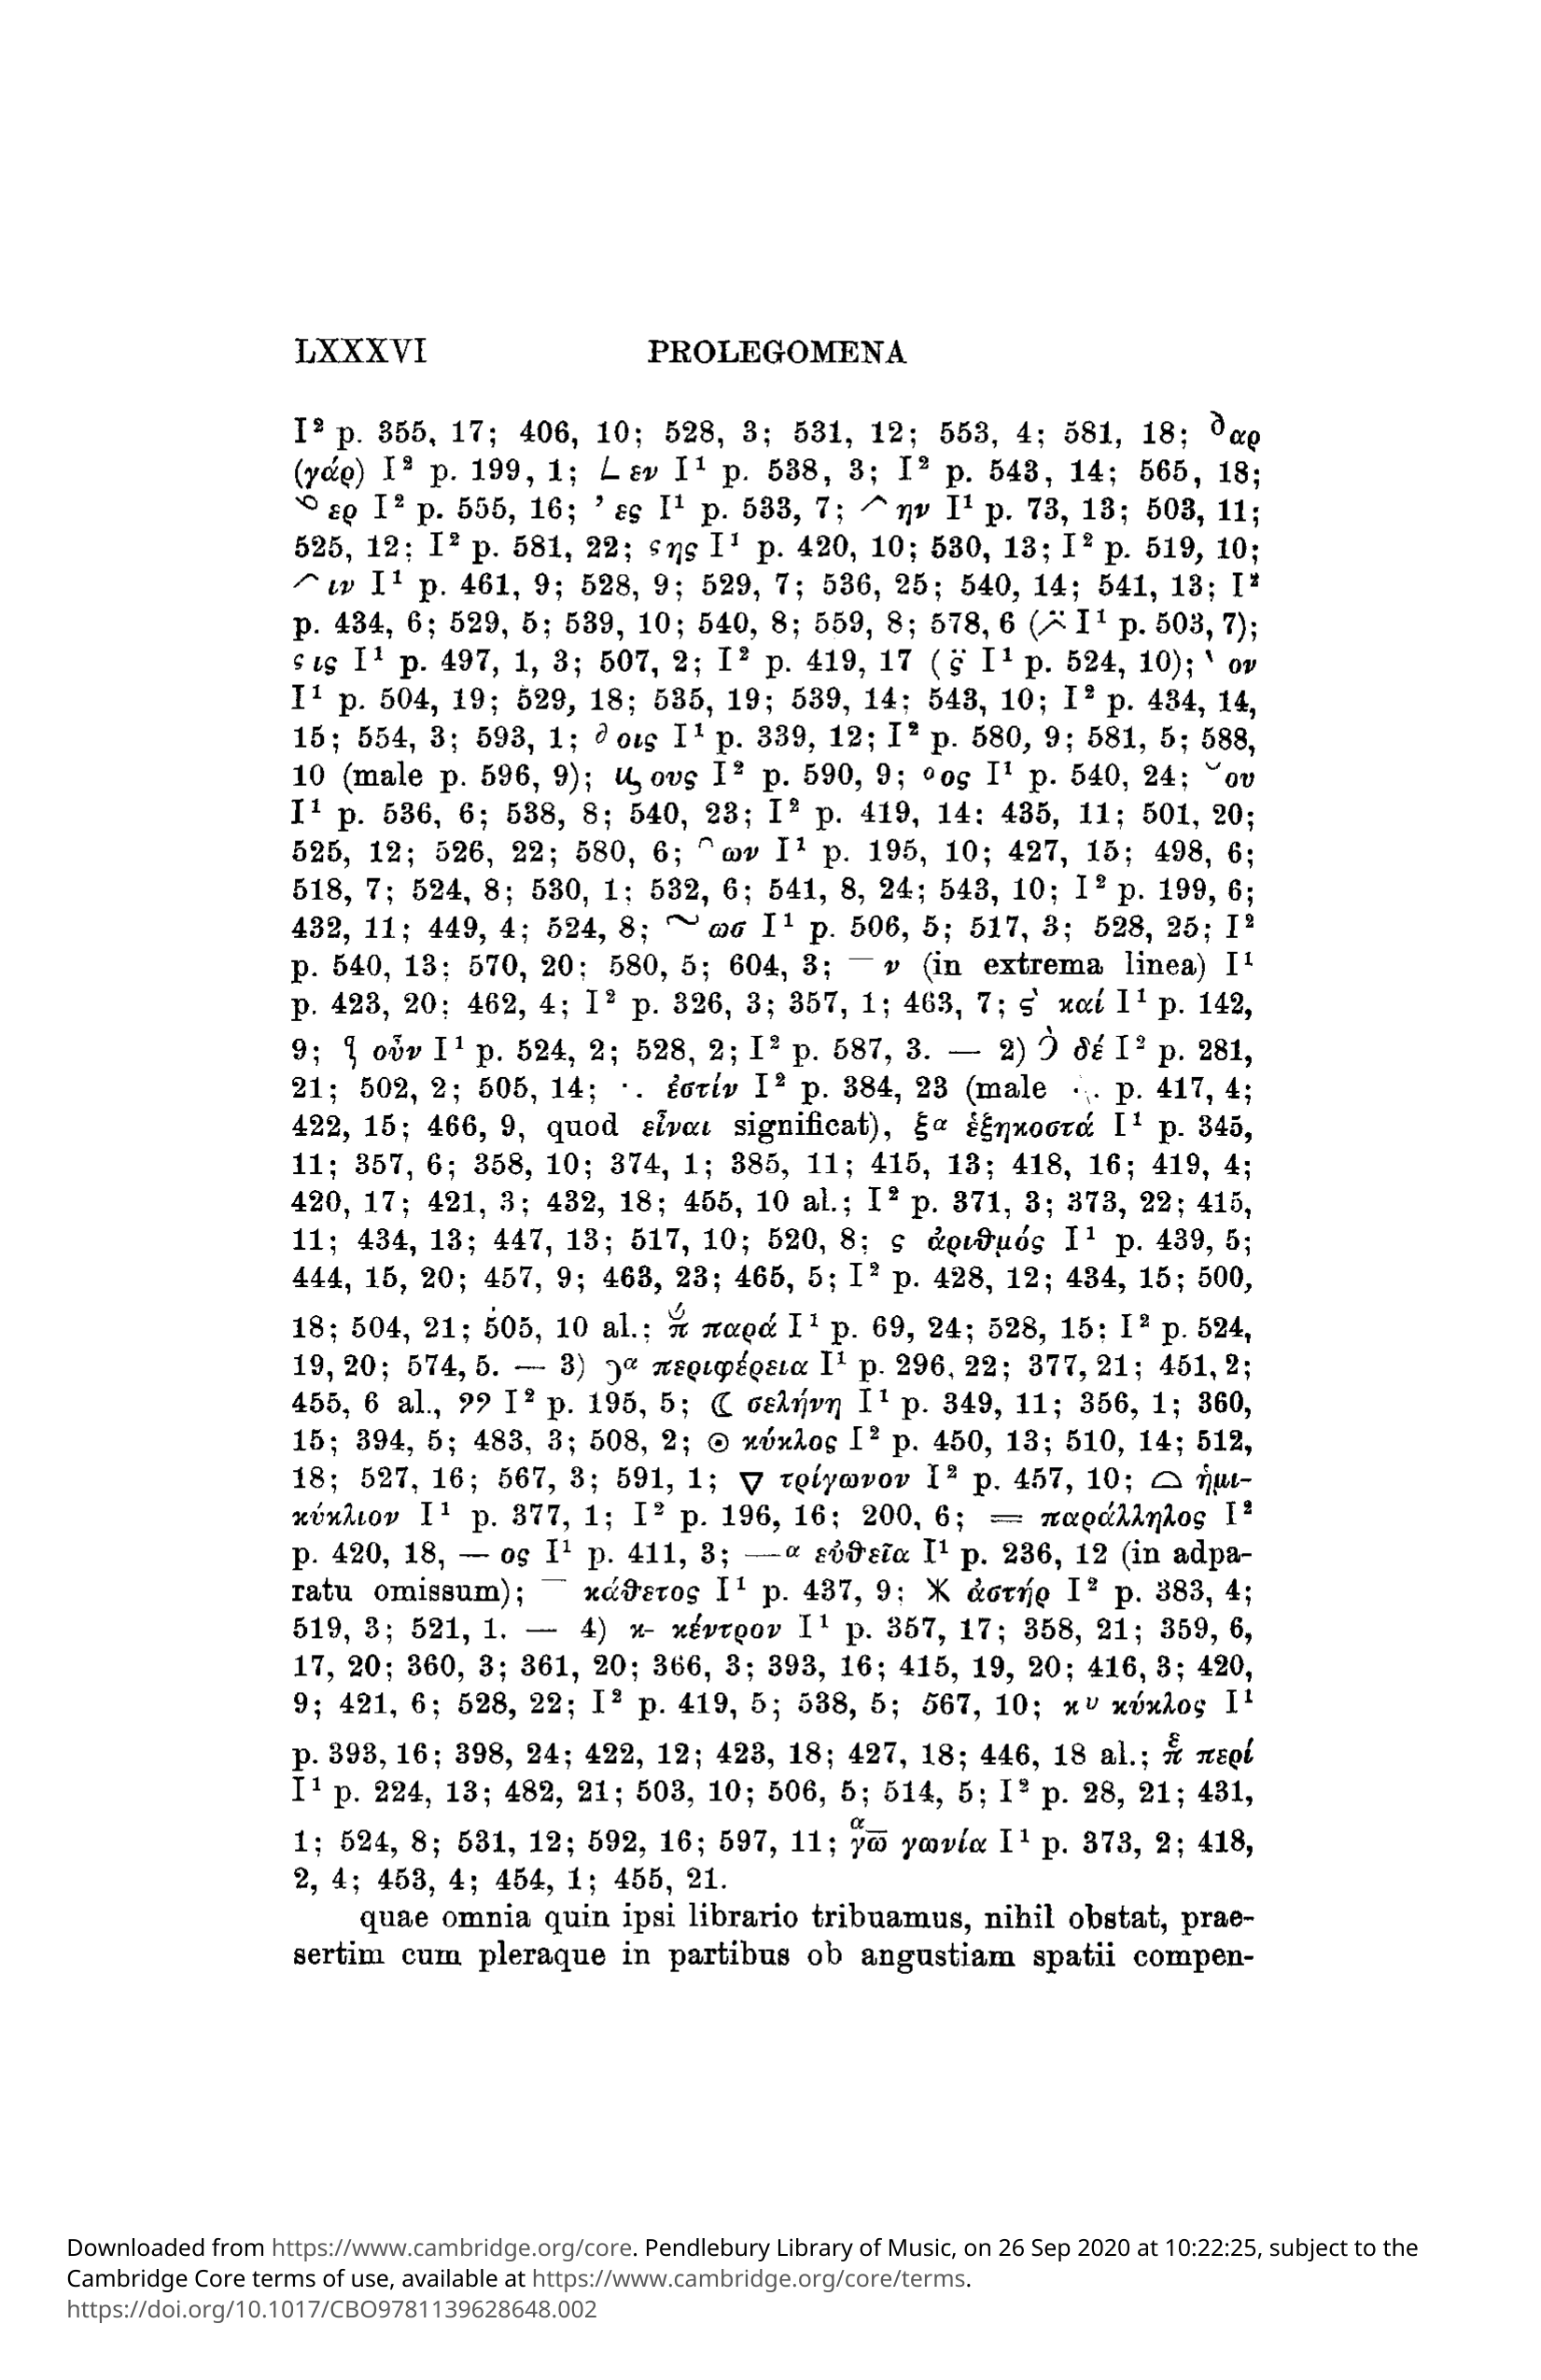 LXXXVI PROLEGOMENA
I² p. 355, 17; 406, 10; 528, 3; 531, 12; 553, 4; 581, 18; ∂αρ
(γάρ) I² p. 199, 1; L εν I¹ p. 538, 3; I² p. 543, 14; 565, 18;
ερ I² p. 555, 16; ʼ ες I¹ p. 533, 7; ⌒ ην I¹ p. 73, 13; 503, 11;
525, 12; I² p. 581, 22; ς ης I¹ p. 420, 10; 530, 13; I² p. 519, 10;
⌒ ιν I¹ p. 461, 9; 528, 9; 529, 7; 536, 25; 540, 14; 541, 13; I²
p. 434, 6; 529, 5; 539, 10; 540, 8; 559, 8; 578, 6 (⌒̈ I¹ p. 503, 7);
ς ις I¹ p. 497, 1, 3; 507, 2; I² p. 419, 17 (ς̈ I¹ p. 524, 10); ‵ ον
I¹ p. 504, 19; 529, 18; 535, 19; 539, 14; 543, 10; I² p. 434, 14,
15; 554, 3; 593, 1; ∂ οις I¹ p. 339, 12; I² p. 580, 9; 581, 5; 588,
10 (male p. 596, 9); ους I² p. 590, 9; ο ος I¹ p. 540, 24; ˘ ου
I¹ p. 536, 6; 538, 8; 540, 23; I² p. 419, 14; 435, 11; 501, 20;
525, 12; 526, 22; 580, 6; ⌒ ων I¹ p. 195, 10; 427, 15; 498, 6;
518, 7; 524, 8; 530, 1; 532, 6; 541, 8, 24; 543, 10; I² p. 199, 6;
432, 11; 449, 4; 524, 8; ~ ωσ I¹ p. 506, 5; 517, 3; 528, 25; I²
p. 540, 13; 570, 20; 580, 5; 604, 3; ¯ ν (in extrema linea) I¹
p. 423, 20; 462, 4; I² p. 326, 3; 357, 1; 463, 7; ς̀ καί I¹ p. 142,
9; οὖν I¹ p. 524, 2; 528, 2; I² p. 587, 3. — 2) Ɔ̀ δέ I² p. 281,
21; 502, 2; 505, 14; ·. ἐστίν I² p. 384, 23 (male ·.. p. 417, 4;
422, 15; 466, 9, quod εἶναι significat), ξᵅ ἑξηκοστά I¹ p. 345,
11; 357, 6; 358, 10; 374, 1; 385, 11; 415, 13; 418, 16; 419, 4;
420, 17; 421, 3; 432, 18; 455, 10 al.; I² p. 371, 3; 373, 22; 415,
11; 434, 13; 447, 13; 517, 10; 520, 8; ς ἀριθμός I¹ p. 439, 5;
444, 15, 20; 457, 9; 463, 23; 465, 5; I² p. 428, 12; 434, 15; 500,
18; 504, 21; 505, 10 al.; π παρά I¹ p. 69, 24; 528, 15; I² p. 524,
19, 20; 574, 5. — 3) ͻᵅ περιφέρεια I¹ p. 296, 22; 377, 21; 451, 2;
455, 6 al., ?? I² p. 195, 5; ☾ σελήνη I¹ p. 349, 11; 356, 1; 360,
15; 394, 5; 483, 3; 508, 2; ⊙ κύκλος I² p. 450, 13; 510, 14; 512,
18; 527, 16; 567, 3; 591, 1; ▽ τρίγωνον I² p. 457, 10; ⌓ ἡμι-
κύκλιον I¹ p. 377, 1; I² p. 196, 16; 200, 6; = παράλληλος I²
p. 420, 18, — ος I¹ p. 411, 3; —ᵅ εὐθεῖα I¹ p. 236, 12 (in adpa-
ratu omissum); ¯ κάθετος I¹ p. 437, 9; Ж ἀστήρ I² p. 383, 4;
519, 3; 521, 1. — 4) κ- κέντρον I¹ p. 357, 17; 358, 21; 359, 6,
17, 20; 360, 3; 361, 20; 366, 3; 393, 16; 415, 19, 20; 416, 3; 420,
9; 421, 6; 528, 22; I² p. 419, 5; 538, 5; 567, 10; κᶹ κύκλος I¹
p. 393, 16; 398, 24; 422, 12; 423, 18; 427, 18; 446, 18 al.; π περί
I¹ p. 224, 13; 482, 21; 503, 10; 506, 5; 514, 5; I² p. 28, 21; 431,
1; 524, 8; 531, 12; 592, 16; 597, 11; γω̅ᵅ γωνία I¹ p. 373, 2; 418,
2, 4; 453, 4; 454, 1; 455, 21.
quae omnia quin ipsi librario tribuamus, nihil obstat, prae-
sertim cum pleraque in partibus ob angustiam spatii compen-
Downloaded from https://www.cambridge.org/core. Pendlebury Library of Music, on 26 Sep 2020 at 10:22:25, subject to the
Cambridge Core terms of use, available at https://www.cambridge.org/core/terms.
https://doi.org/10.1017/CBO9781139628648.002